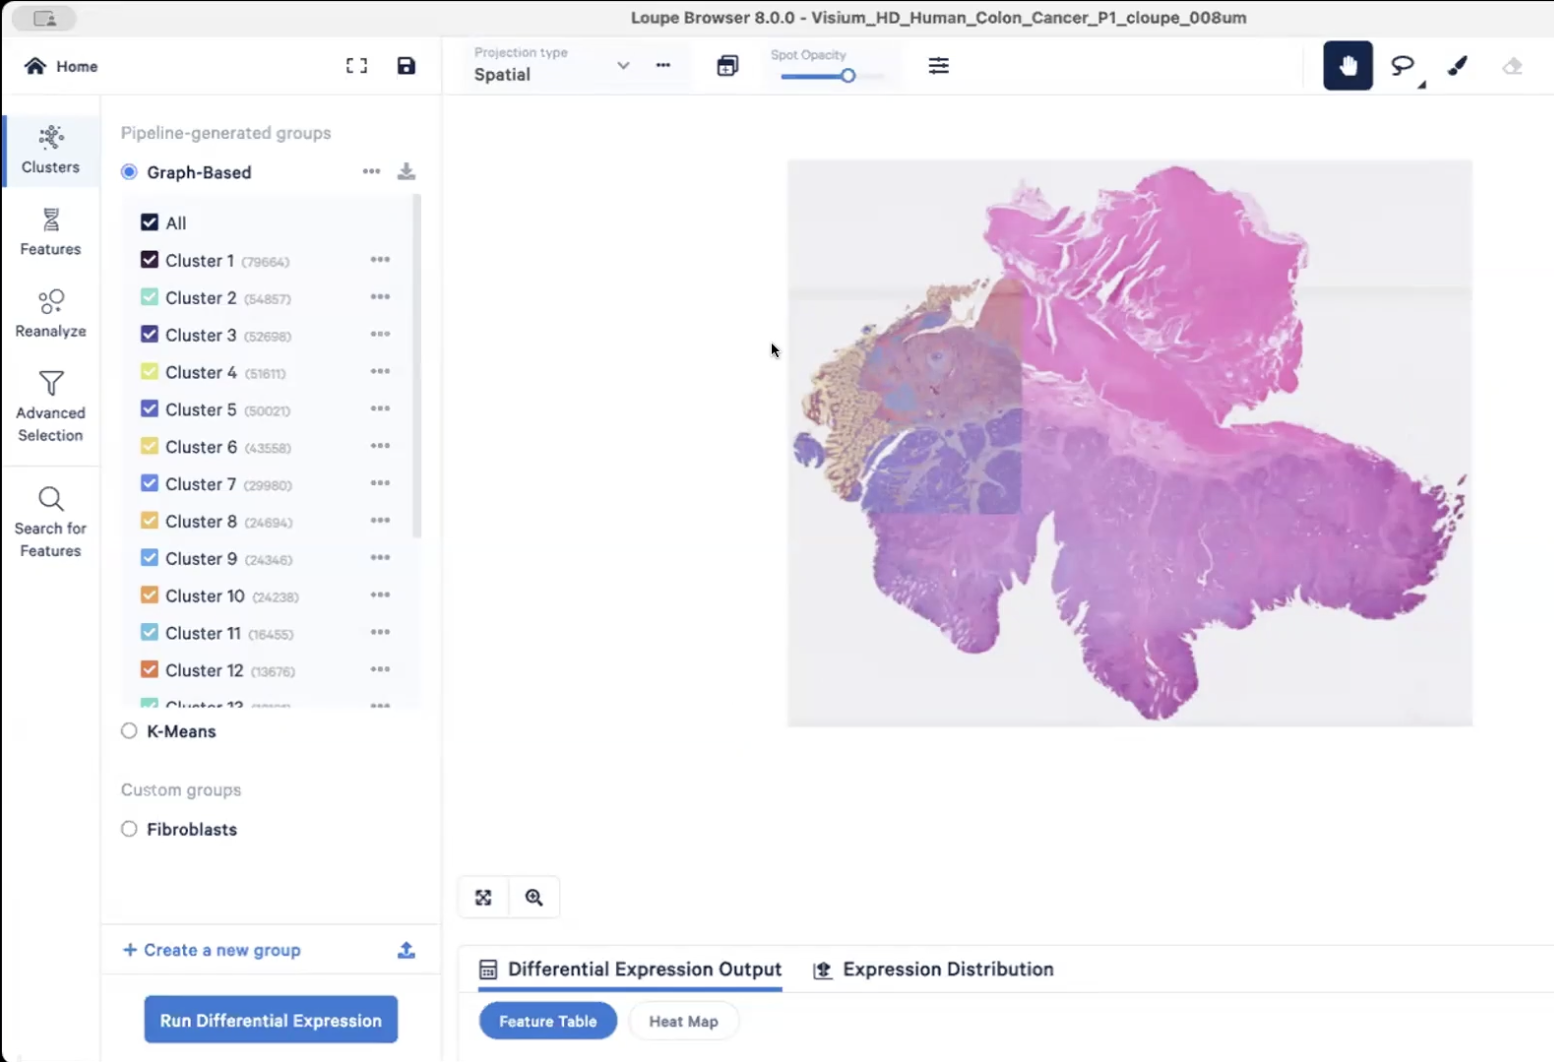 Loupe Browser 8.0.0 - Visium_HD_Human_Colon_Cancer_P1_cloupe_008um
Home
Projection type
Spatial
Spot Opacity
Clusters
Features
Reanalyze
Advanced
Selection
Search for
Features
Pipeline-generated groups
Graph-Based
All
Cluster 1 (79664)
Cluster 2 (54857)
Cluster 3 (52698)
Cluster 4 (51611)
Cluster 5 (50021)
Cluster 6 (43558)
Cluster 7 (29980)
Cluster 8 (24694)
Cluster 9 (24346)
Cluster 10 (24238)
Cluster 11 (16455)
Cluster 12 (13676)
Cluster 13
K-Means
Custom groups
Fibroblasts
+ Create a new group
Run Differential Expression
Differential Expression Output
Expression Distribution
Feature Table
Heat Map